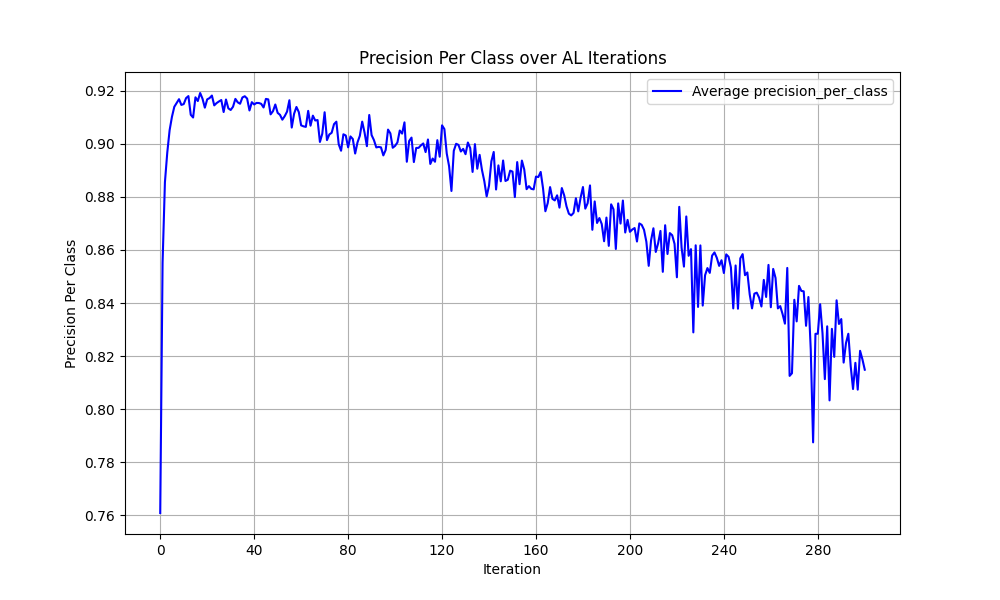 Precision Per Class over AL Iterations
Average precision_per_class
Precision Per Class
0.92
0.90
0.88
0.86
0.84
0.82
0.80
0.78
0.76
0 40 80 120 160 200 240 280
Iteration